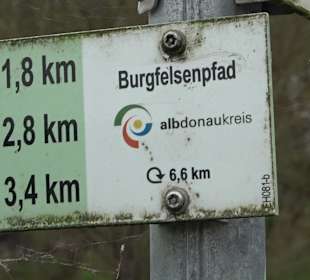 1,8 km
2,8 km
3,4 km
Burgfelsenpfad
albdonaukreis
6,6 km